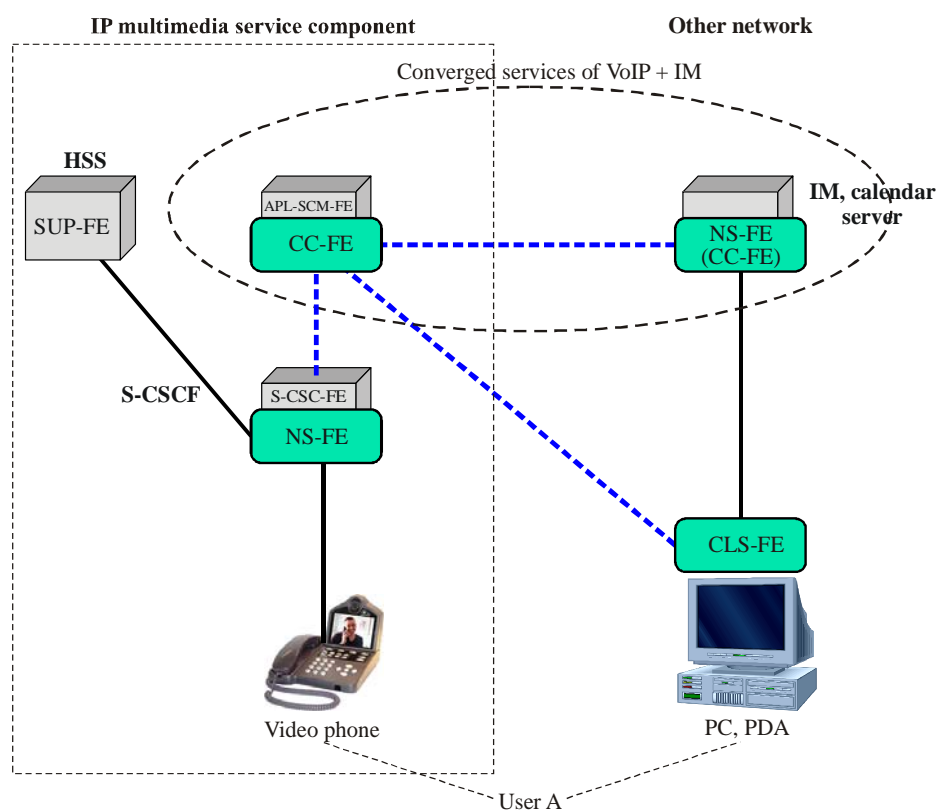 IP multimedia service component
Other network
Converged services of VoIP + IM
HSS
SUP-FE
APL-SCM-FE
CC-FE
IM, calendar
server
NS-FE
(CC-FE)
S-CSCF
S-CSC-FE
NS-FE
CLS-FE
Video phone
PC, PDA
User A